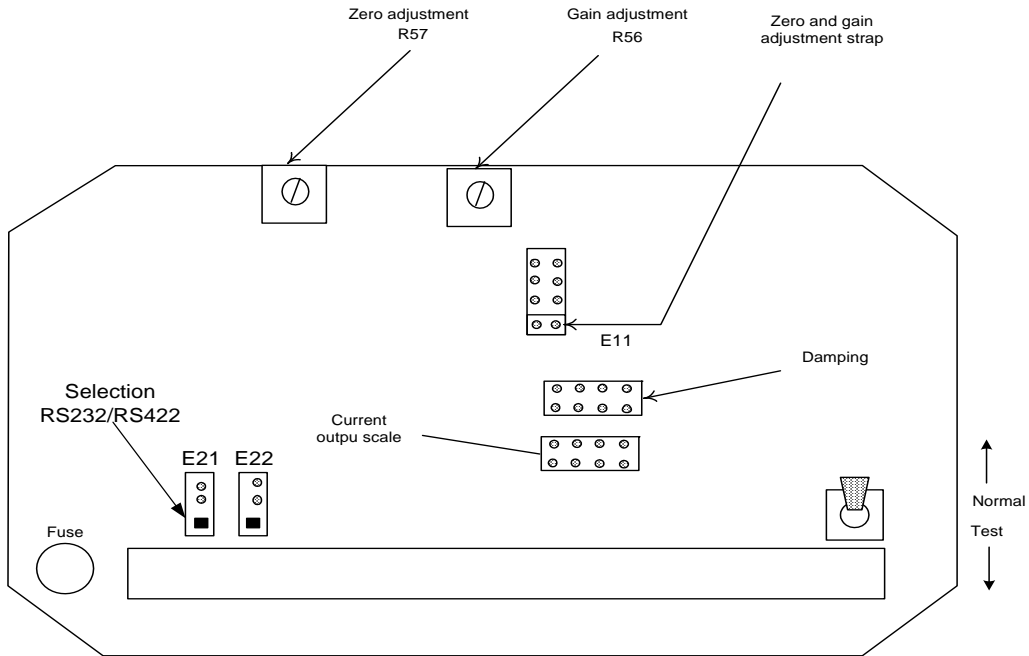 Zero adjustment
R57
Gain adjustment
R56
Zero and gain
adjustment strap
E11
Damping
Selection
RS232/RS422
Current
outpu scale
E21 E22
Normal
Fuse
Test